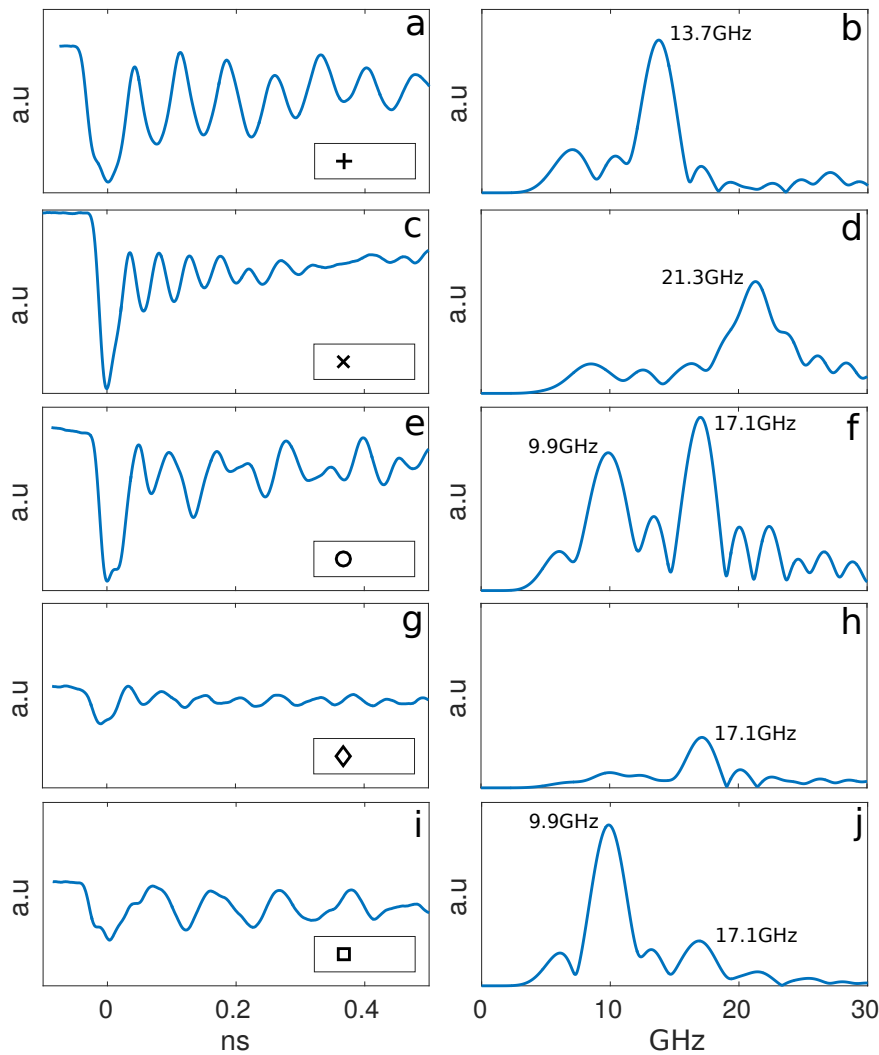 a.u
a
+
a.u
b
13.7GHz
a.u
c
×
a.u
d
21.3GHz
a.u
e
○
a.u
f
9.9GHz
17.1GHz
a.u
g
◇
a.u
h
17.1GHz
a.u
i
□
0
0.2
0.4
ns
a.u
j
9.9GHz
17.1GHz
0
10
20
30
GHz